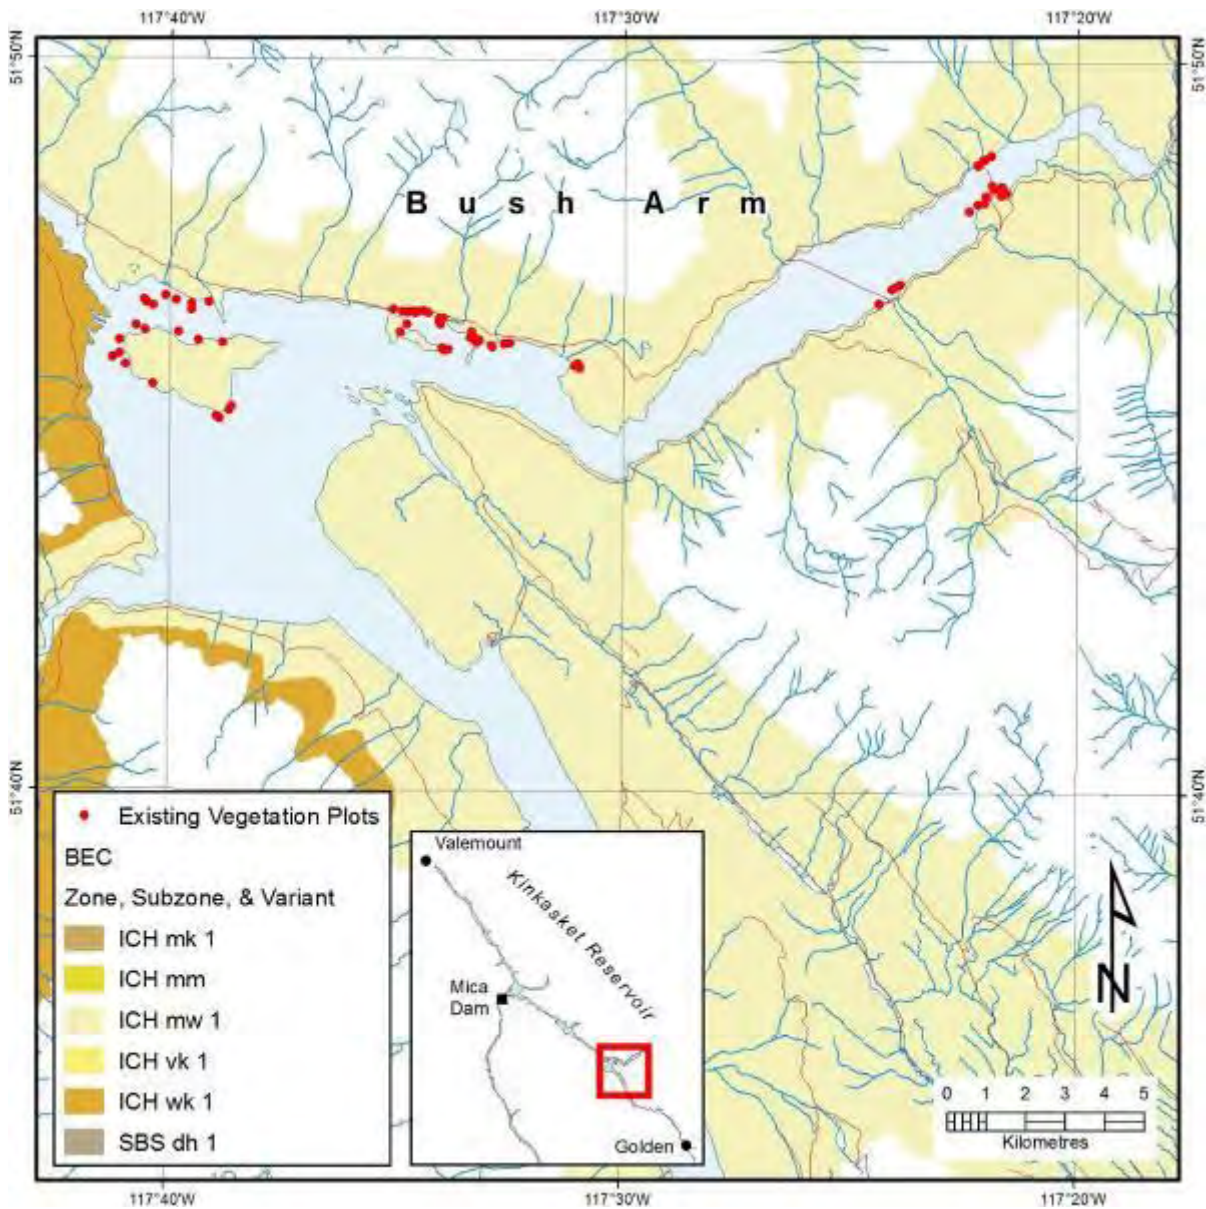 117°40'W 117°30'W 117°20'W
51°50'N 51°50'N
Bush Arm
51°40'N 51°40'N
Existing Vegetation Plots
BEC
Zone, Subzone, & Variant
ICH mk 1
ICH mm
ICH mw 1
ICH vk 1
ICH wk 1
SBS dh 1
Valemount
Kinkasket Reservoir
Mica
Dam
Golden
N
0 1 2 3 4 5
Kilometres
117°40'W 117°30'W 117°20'W